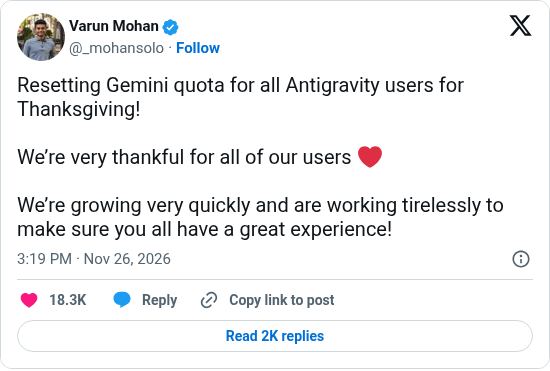 Varun Mohan
@_mohansolo · Follow
Resetting Gemini quota for all Antigravity users for
Thanksgiving!
We’re very thankful for all of our users ❤️
We’re growing very quickly and are working tirelessly to
make sure you all have a great experience!
3:19 PM · Nov 26, 2026
18.3K Reply Copy link to post
Read 2K replies